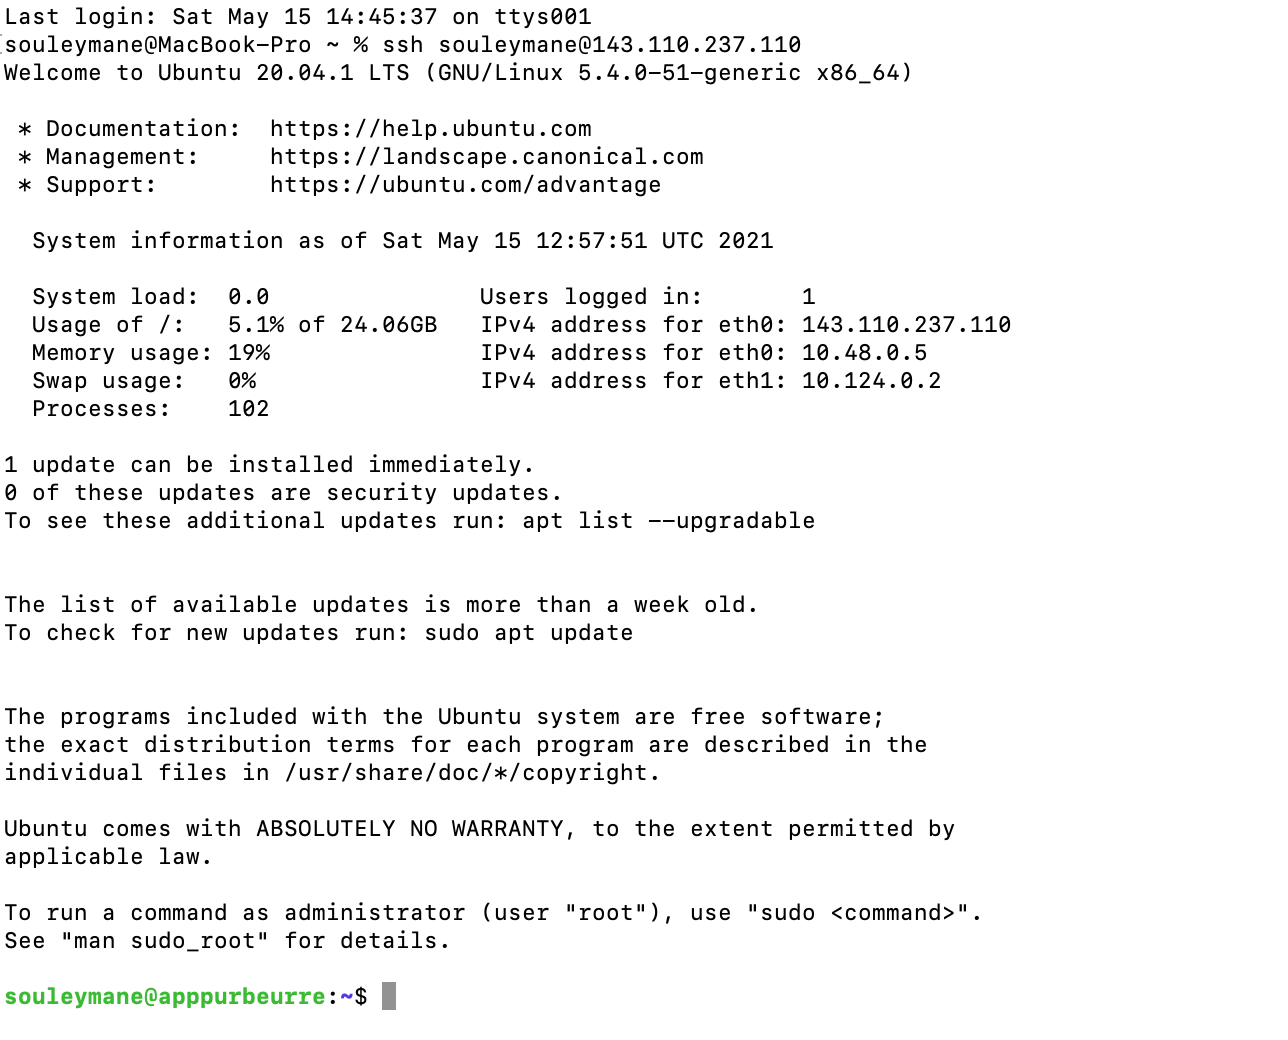 Last login: Sat May 15 14:45:37 on ttys001
souleymane@MacBook-Pro ~ % ssh souleymane@143.110.237.110
Welcome to Ubuntu 20.04.1 LTS (GNU/Linux 5.4.0-51-generic x86_64)

 * Documentation:  https://help.ubuntu.com
 * Management:     https://landscape.canonical.com
 * Support:        https://ubuntu.com/advantage

  System information as of Sat May 15 12:57:51 UTC 2021

  System load:  0.0               Users logged in:       1
  Usage of /:   5.1% of 24.06GB   IPv4 address for eth0: 143.110.237.110
  Memory usage: 19%               IPv4 address for eth0: 10.48.0.5
  Swap usage:   0%                IPv4 address for eth1: 10.124.0.2
  Processes:    102

1 update can be installed immediately.
0 of these updates are security updates.
To see these additional updates run: apt list --upgradable


The list of available updates is more than a week old.
To check for new updates run: sudo apt update


The programs included with the Ubuntu system are free software;
the exact distribution terms for each program are described in the
individual files in /usr/share/doc/*/copyright.

Ubuntu comes with ABSOLUTELY NO WARRANTY, to the extent permitted by
applicable law.

To run a command as administrator (user "root"), use "sudo <command>".
See "man sudo_root" for details.

souleymane@apppurbeurre:~$